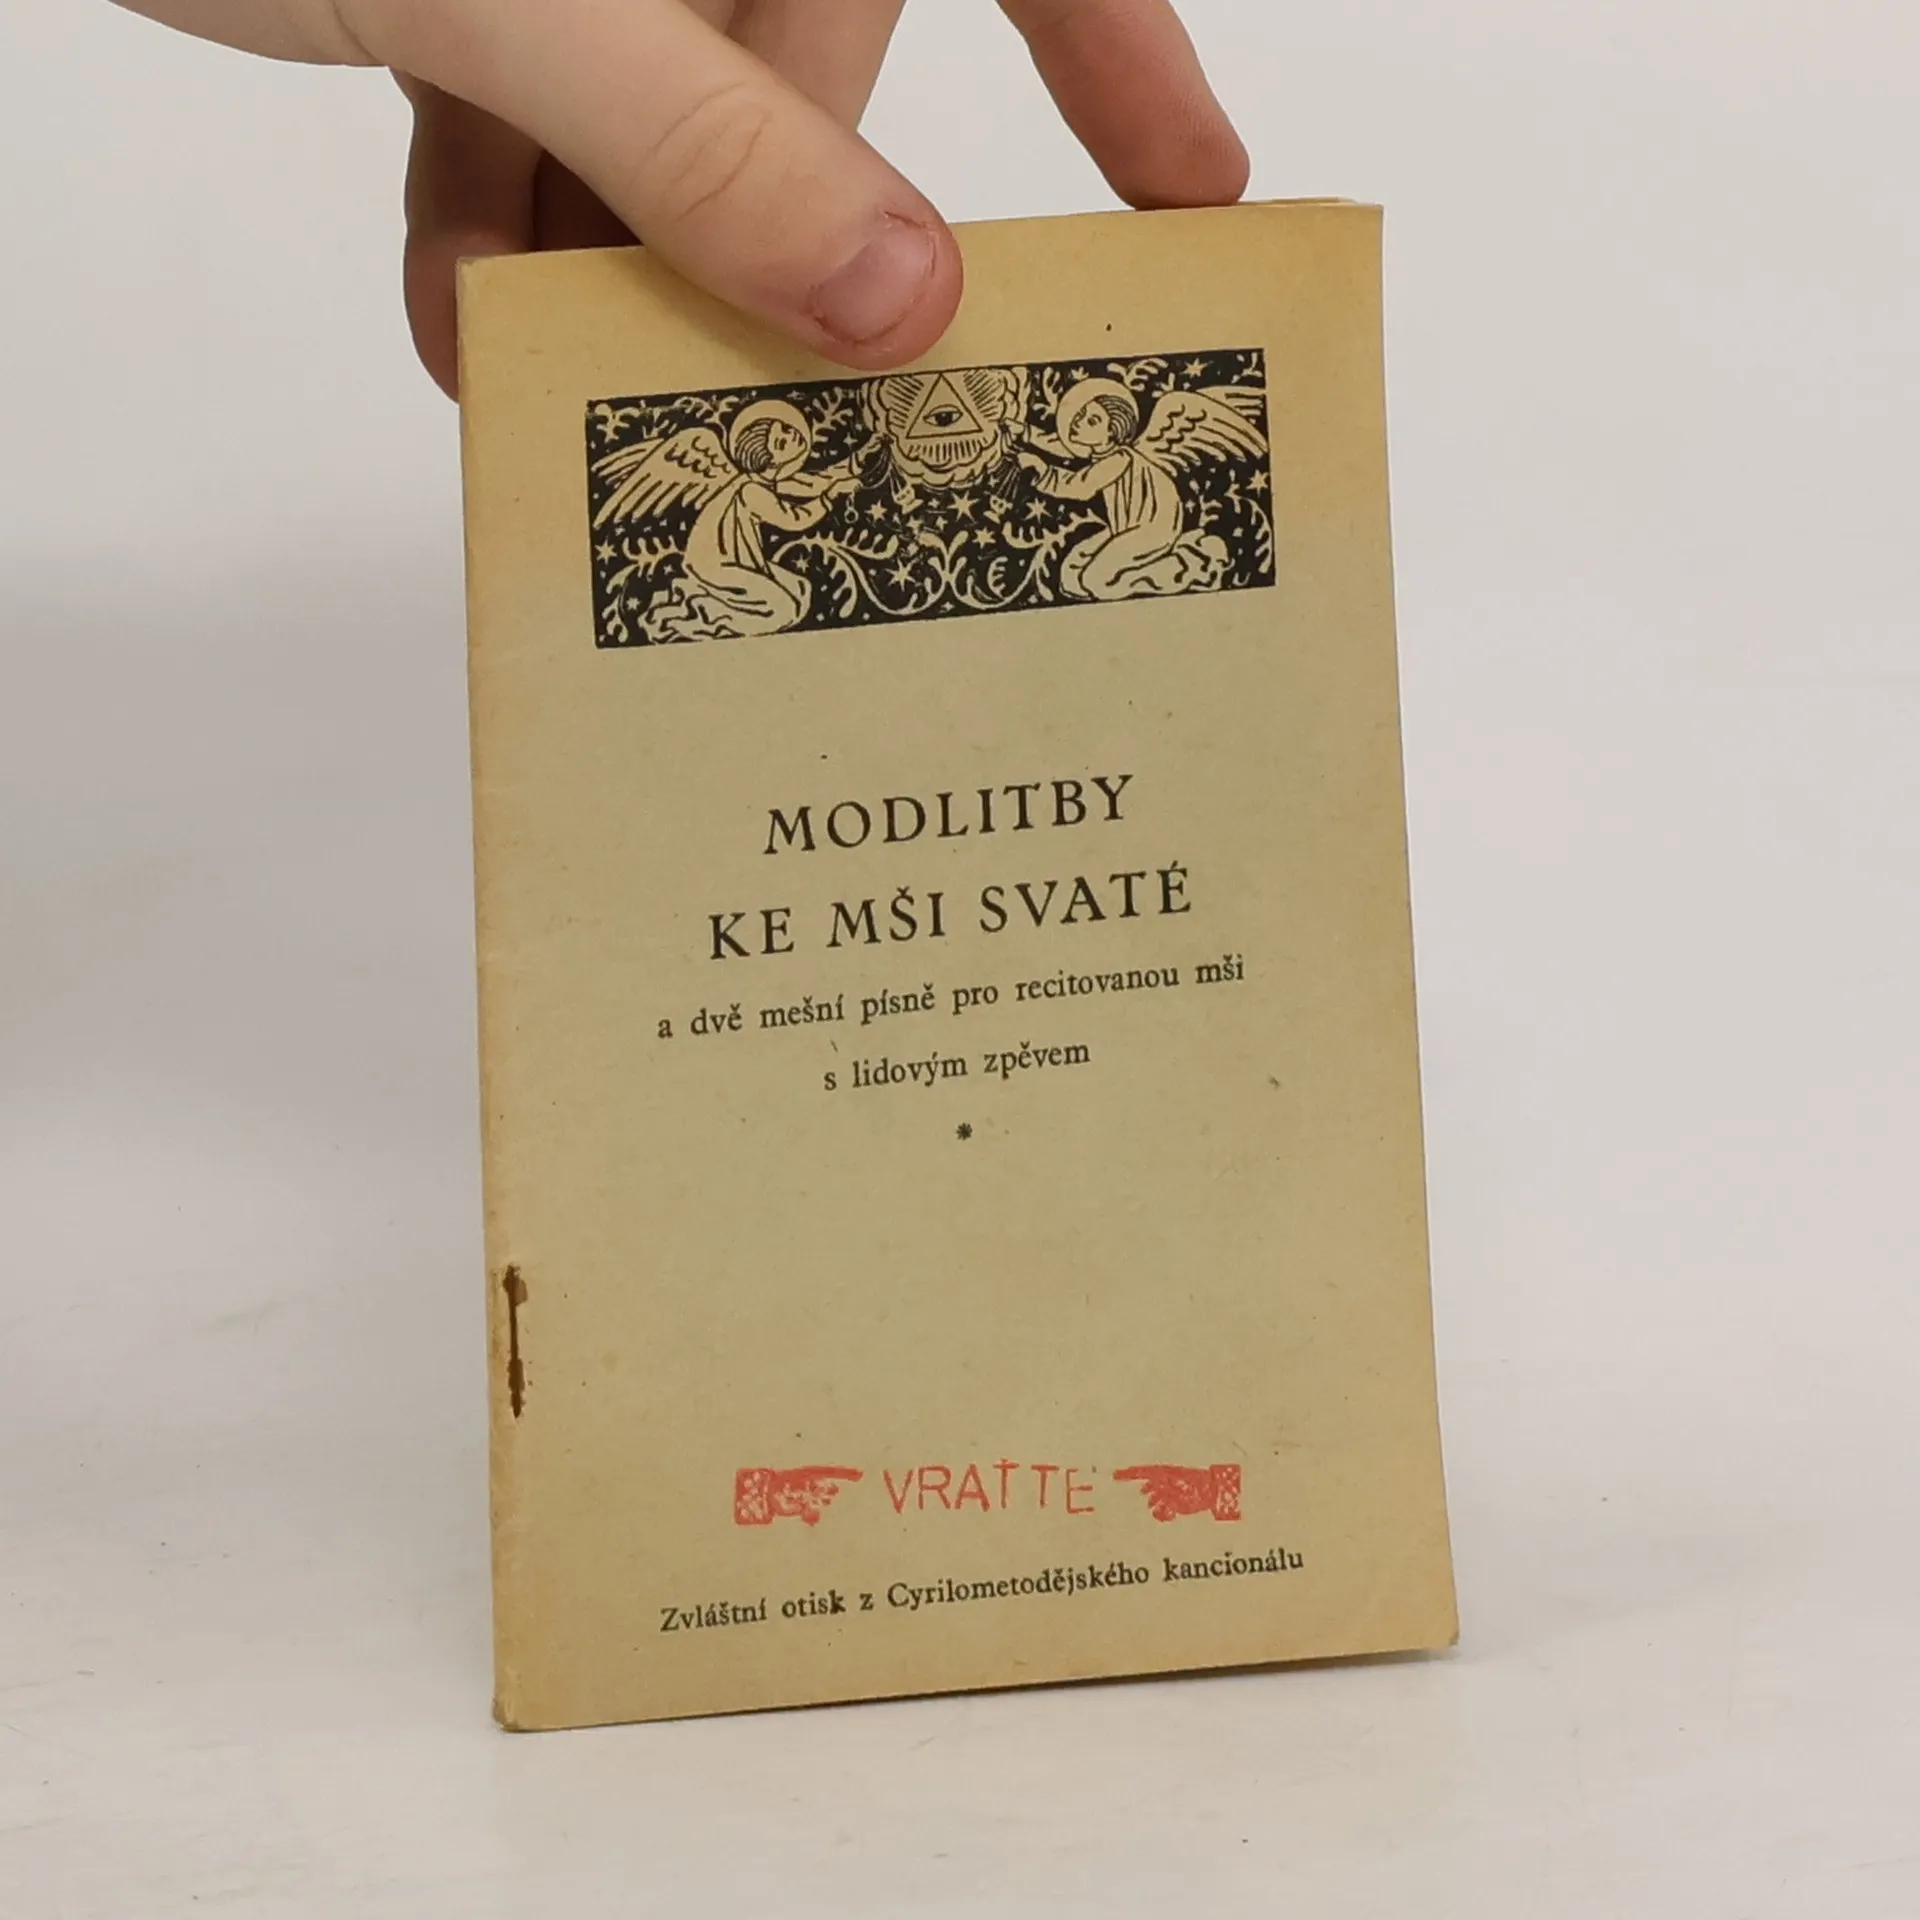 MODLITBY
KE MŠI SVATÉ
a dvě mešní písně pro recitovanou mši
s lidovým zpěvem
*
VRAŤTE
Zvláštní otisk z Cyrilometodějského kancionálu